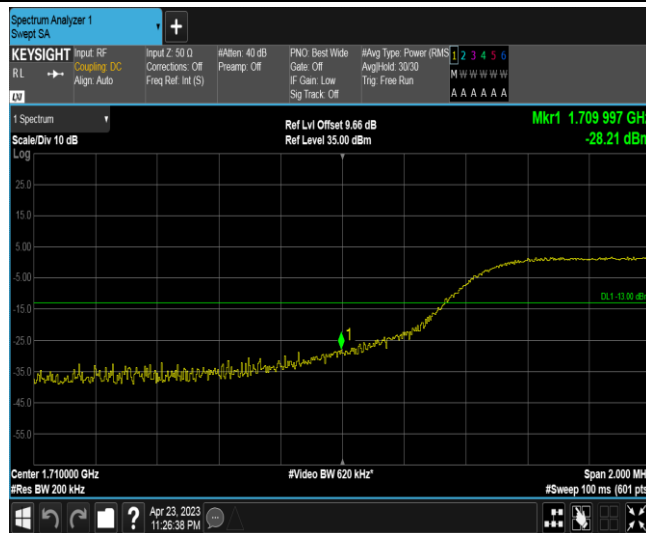 Spectrum Analyzer 1
Swept SA
+
KEYSIGHT
RL
LXI
Input: RF
Coupling: DC
Align: Auto
Input Z: 50 Ω
Corrections: Off
Freq Ref: Int (S)
#Atten: 40 dB
Preamp: Off
PNO: Best Wide
Gate: Off
IF Gain: Low
Sig Track: Off
#Avg Type: Power (RMS
Avg|Hold: 30/30
Trig: Free Run
1 2 3 4 5 6
M W W W W W
A A A A A A
1 Spectrum
Scale/Div 10 dB
Log
Ref Lvl Offset 9.66 dB
Ref Level 35.00 dBm
Mkr1 1.709 997 GHz
-28.21 dBm
25.0
15.0
5.00
-5.00
DL1 -13.00 dBm
-15.0
1
-25.0
-35.0
-45.0
-55.0
Center 1.710000 GHz
#Video BW 620 kHz*
Span 2.000 MH
#Res BW 200 kHz
#Sweep 100 ms (601 pts
?
Apr 23, 2023
11:26:38 PM